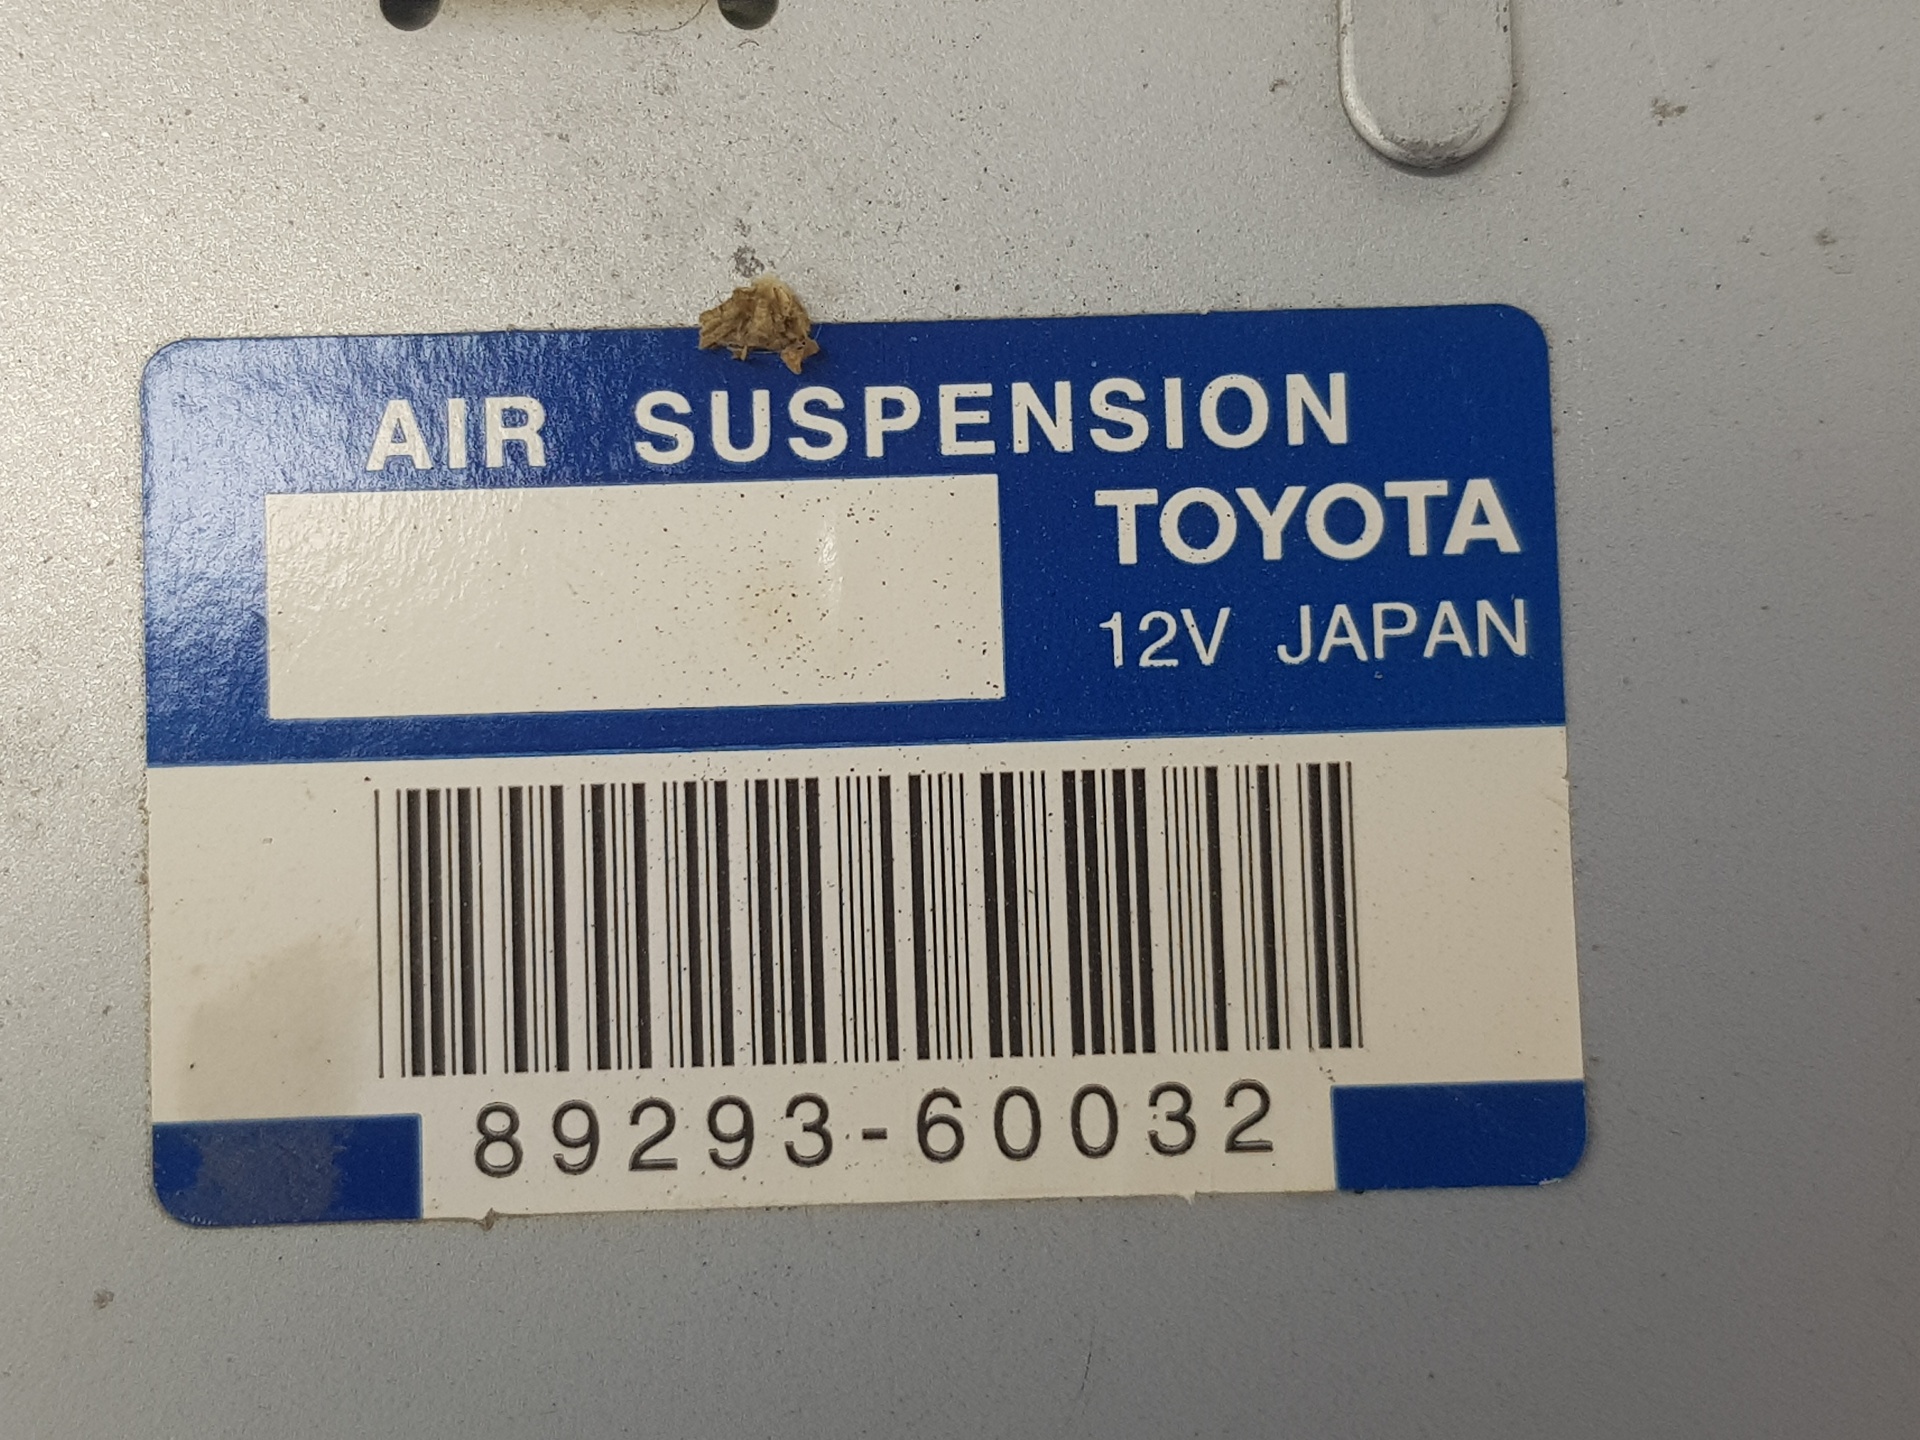 AIR SUSPENSION
TOYOTA
12V JAPAN
89293-60032